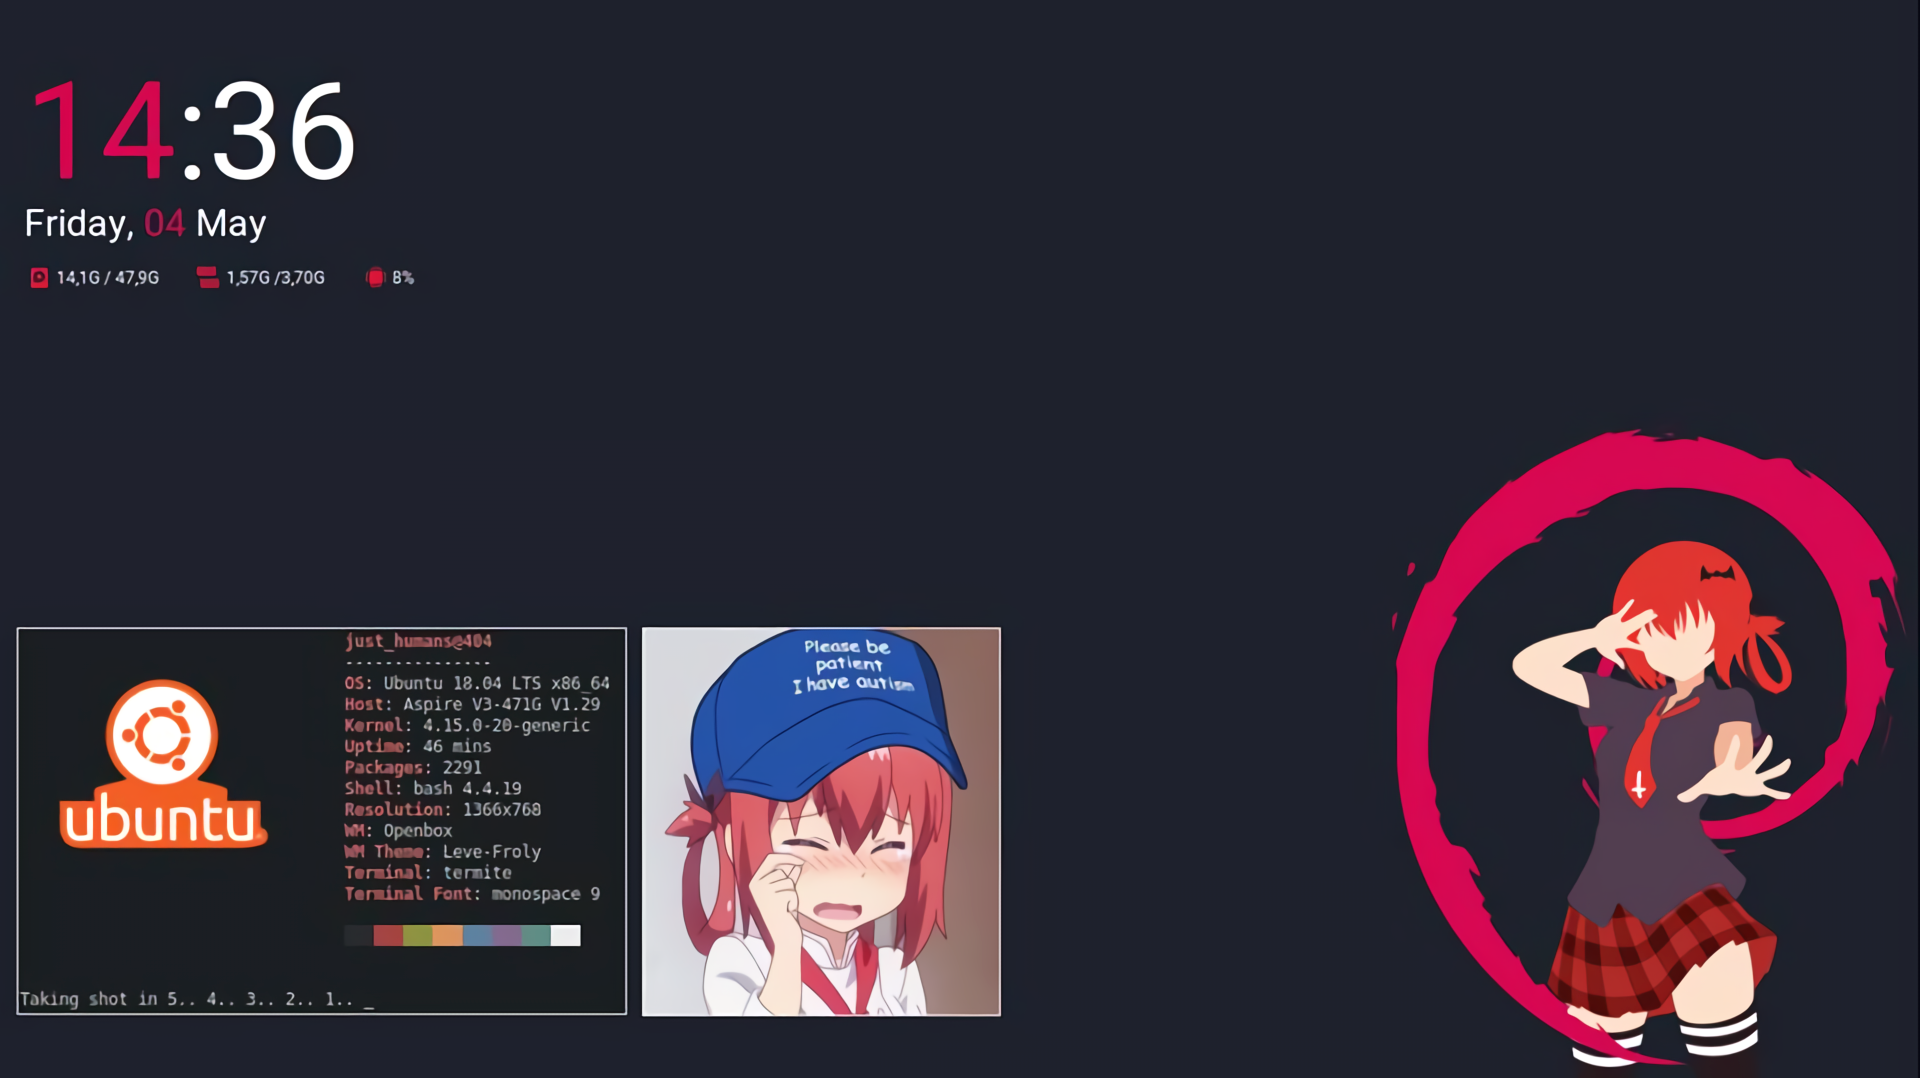 14:36
Friday, 04 May
14,1G / 47,9G 1,57G /3,70G 8%
just_humans@404
---------------
OS: Ubuntu 18.04 LTS x86_64
Host: Aspire V3-471G V1.29
Kernel: 4.15.0-20-generic
Uptime: 46 mins
Packages: 2291
Shell: bash 4.4.19
Resolution: 1366x768
WM: Openbox
WM Theme: Leve-Froly
Terminal: termite
Terminal Font: monospace 9
ubuntu
Taking shot in 5.. 4.. 3.. 2.. 1.. _
Please be
patient
I have autism